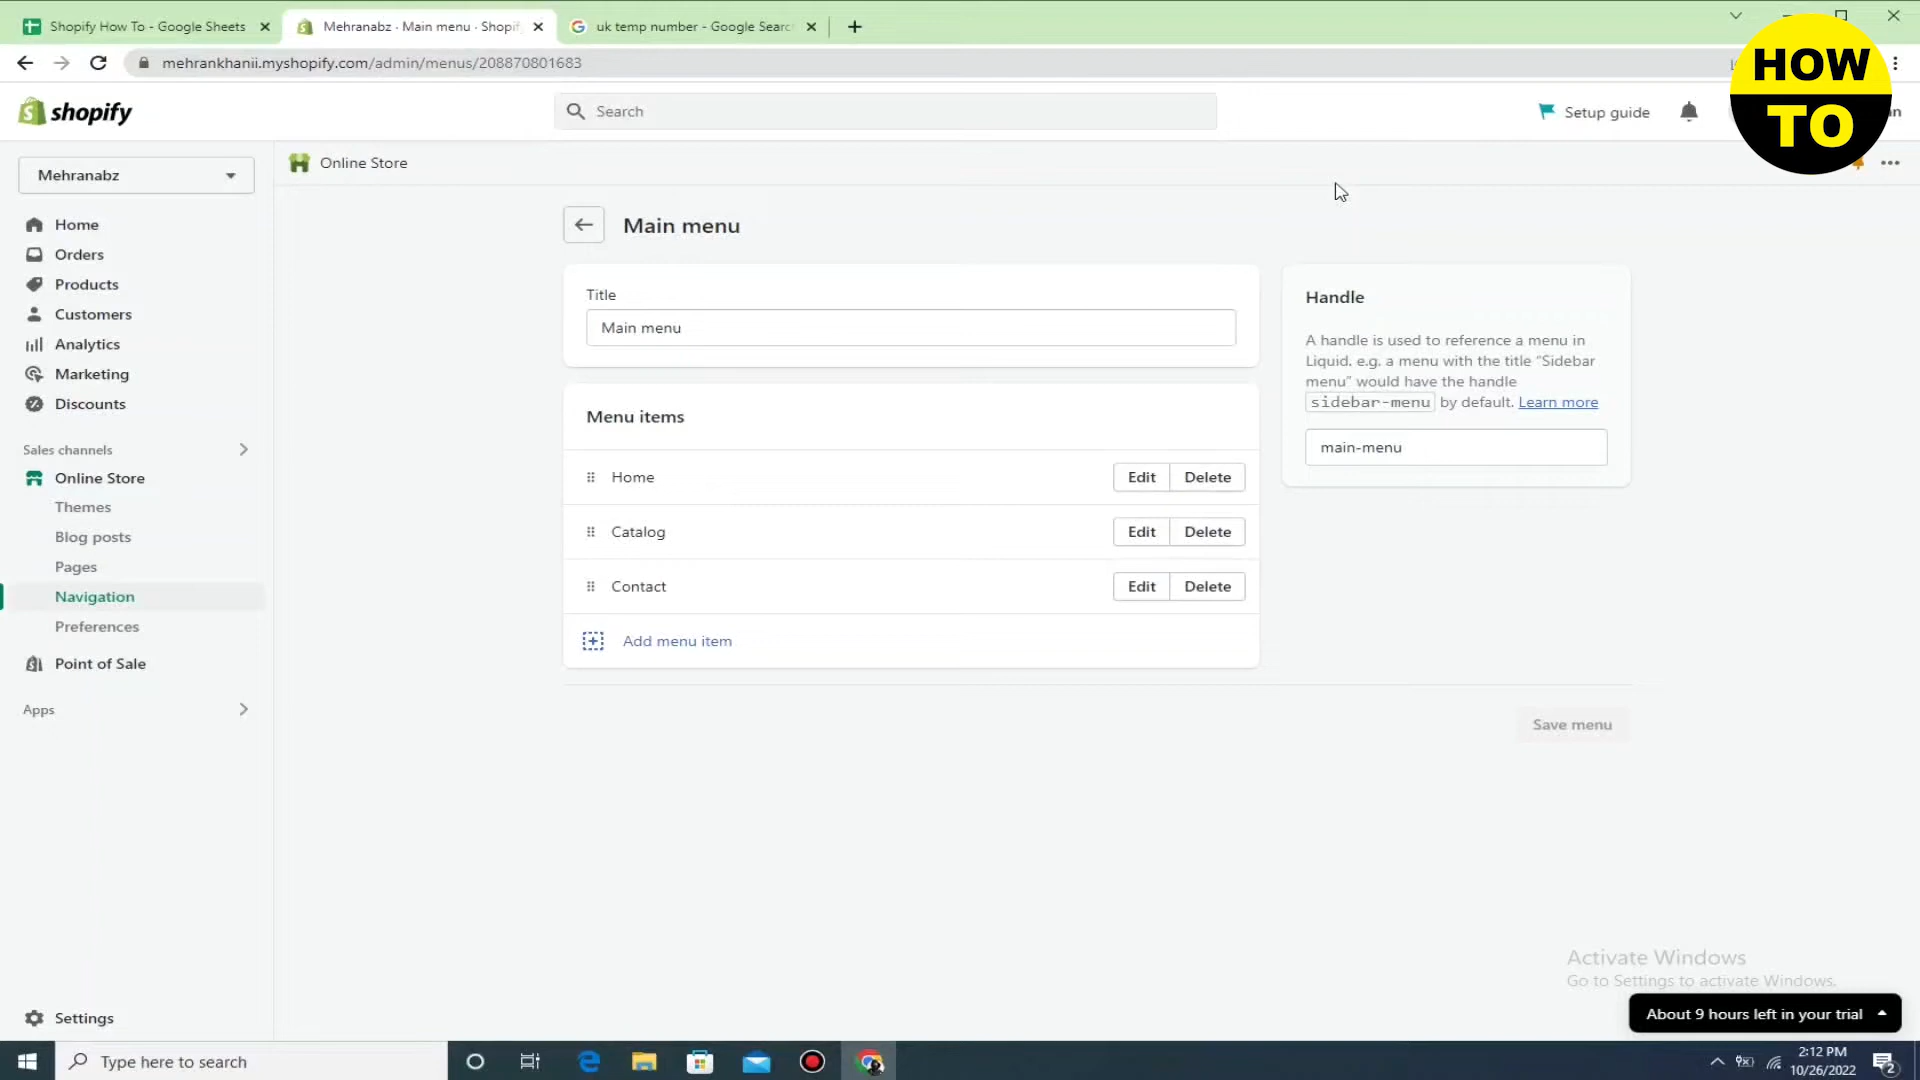 Shopify How To - Google Sheets
Mehranabz · Main menu · Shopif
uk temp number - Google Searc
mehrankhanii.myshopify.com/admin/menus/208870801683
HOW
TO
shopify
Search
Setup guide
Mehranabz
Online Store
Home
Orders
Products
Customers
Analytics
Marketing
Discounts
Sales channels
Online Store
Themes
Blog posts
Pages
Navigation
Preferences
Point of Sale
Apps
Settings
Main menu
Title
Main menu
Menu items
Home
Edit Delete
Catalog
Edit Delete
Contact
Edit Delete
Add menu item
Handle
A handle is used to reference a menu in
Liquid. e.g. a menu with the title “Sidebar
menu” would have the handle
sidebar-menu by default. Learn more
main-menu
Save menu
Activate Windows
Go to Settings to activate Windows.
About 9 hours left in your trial
Type here to search
2:12 PM
10/26/2022
2